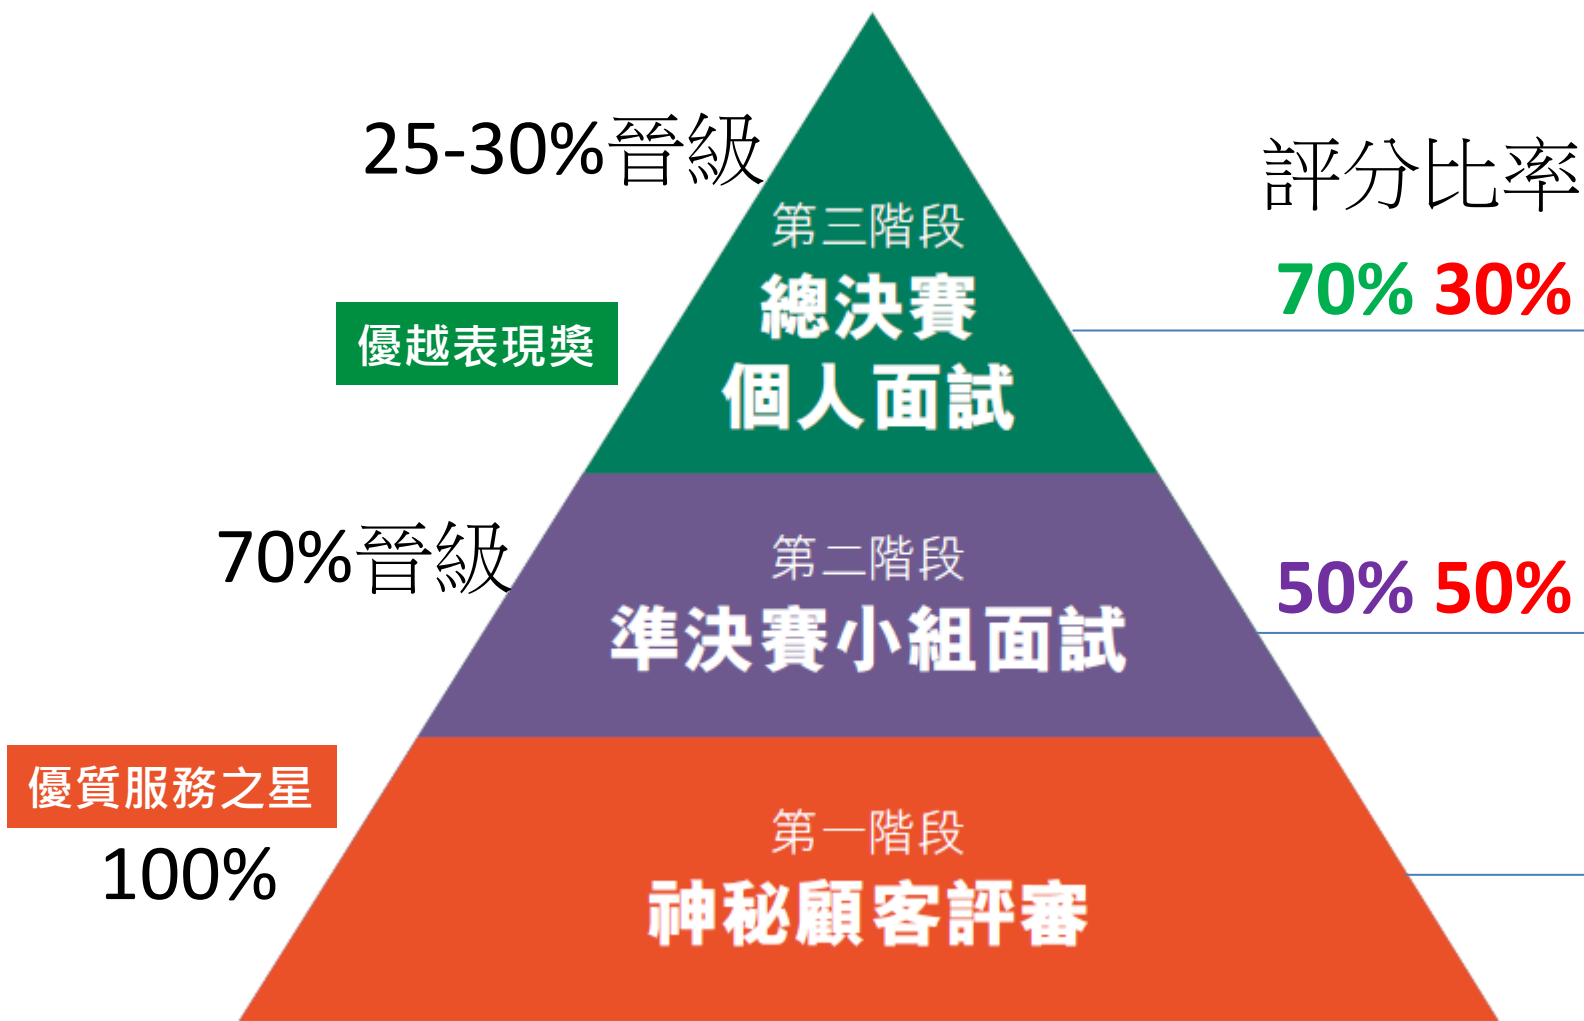 25-30%晉級
評分比率
第三階段
總決賽
個人面試
70% 30%
優越表現獎
70%晉級
第二階段
準決賽小組面試
50% 50%
優質服務之星
100%
第一階段
神秘顧客評審